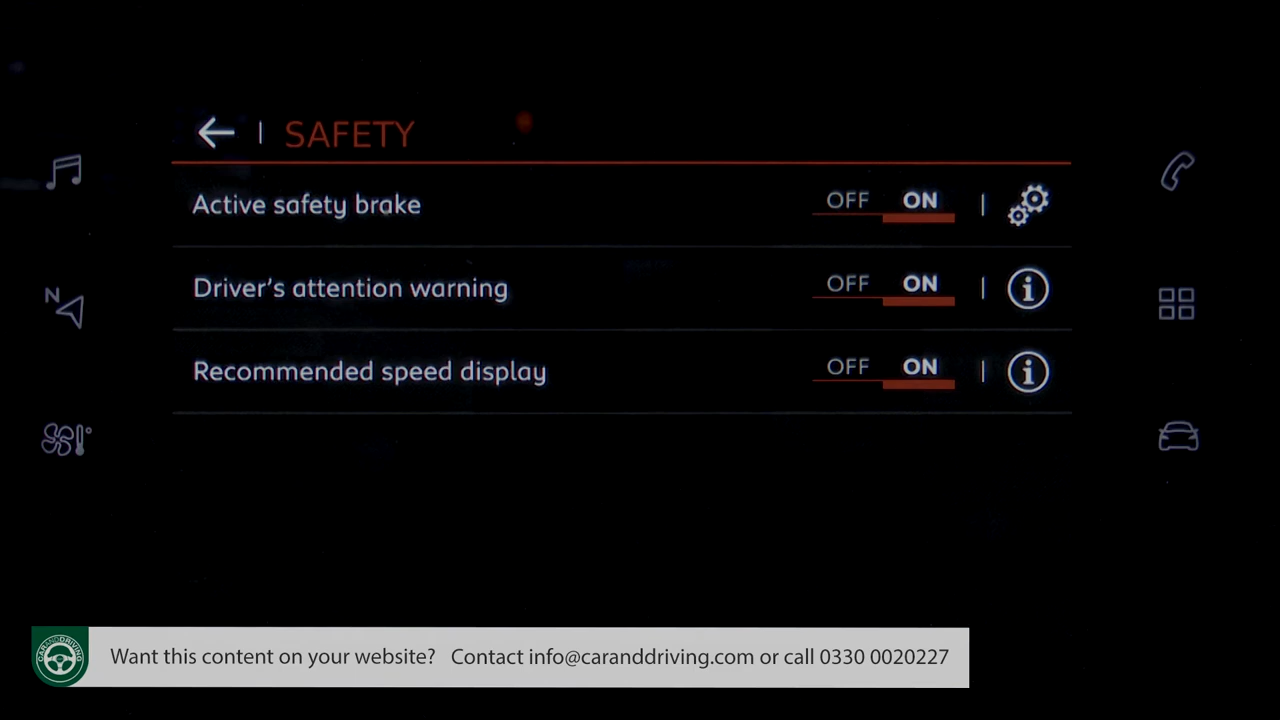 SAFETY
Active safety brake OFF ON
N
Driver's attention warning OFF ON
Recommended speed display OFF ON
CARANDDRIVING
Want this content on your website? Contact info@caranddriving.com or call 0330 0020227